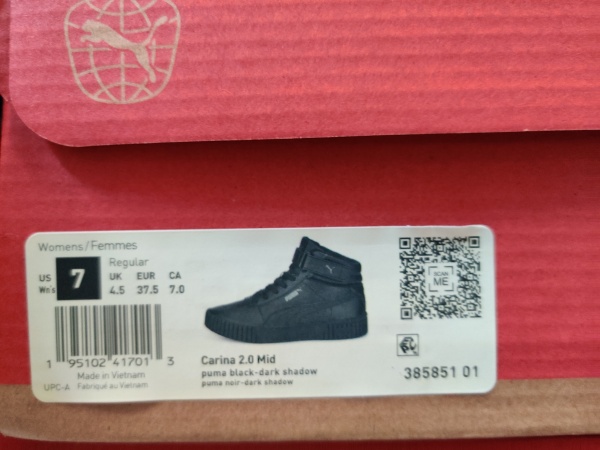 Womens/Femmes
Regular
US UK EUR CA
Wn's 7 4.5 37.5 7.0
PUMA
SCAN
ME
1 95102 41701 3
Made in Vietnam
UPC-A Fabriqué au Vietnam
Carina 2.0 Mid
puma black-dark shadow
puma noir-dark shadow
385851 01